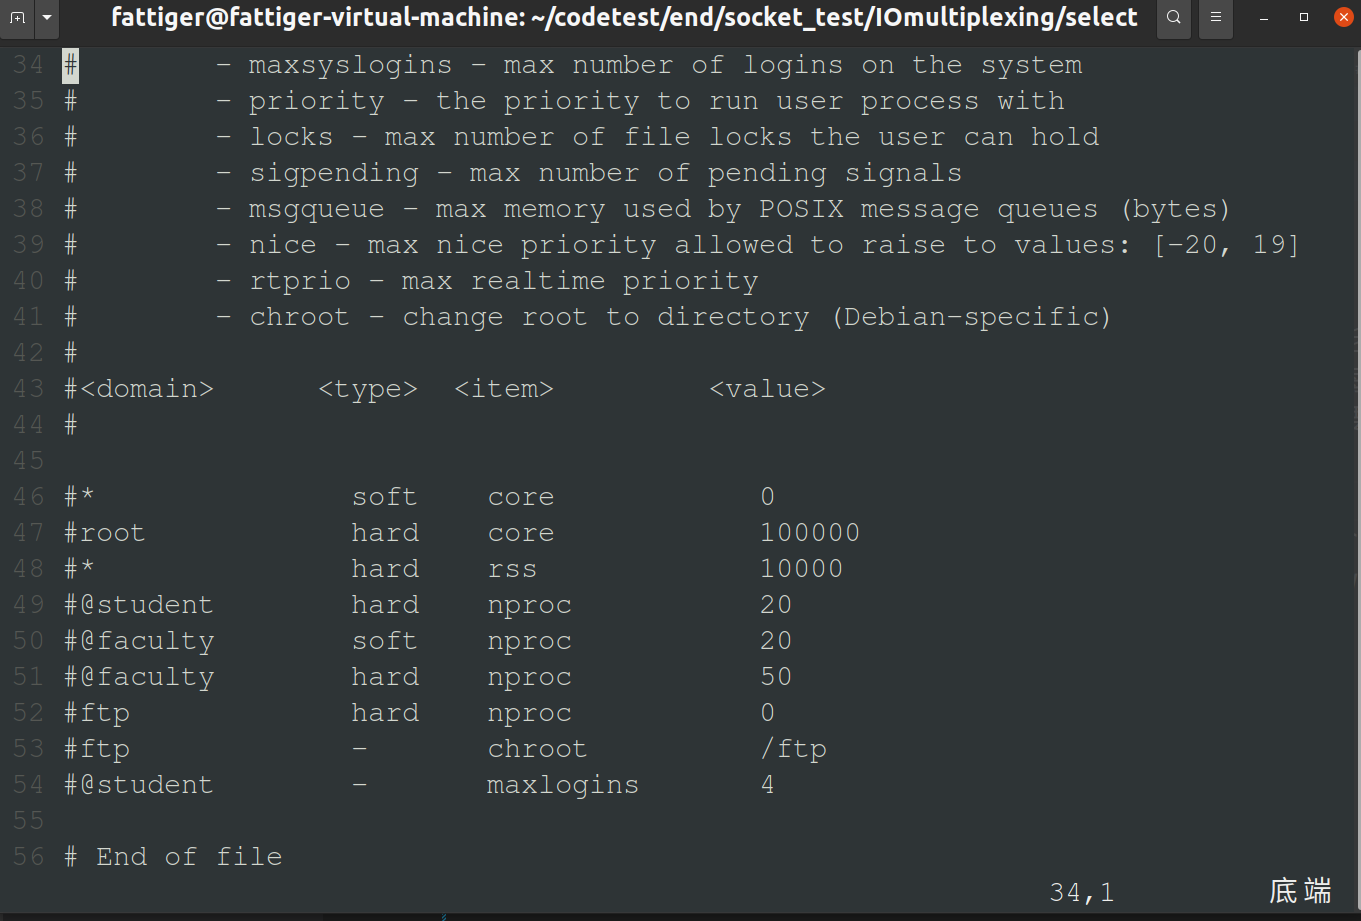 fattiger@fattiger-virtual-machine: ~/codetest/end/socket_test/IOmultiplexing/select
34 #        - maxsyslogins - max number of logins on the system
35 #        - priority - the priority to run user process with
36 #        - locks - max number of file locks the user can hold
37 #        - sigpending - max number of pending signals
38 #        - msgqueue - max memory used by POSIX message queues (bytes)
39 #        - nice - max nice priority allowed to raise to values: [-20, 19]
40 #        - rtprio - max realtime priority
41 #        - chroot - change root to directory (Debian-specific)
42 #
43 #<domain>      <type>  <item>         <value>
44 #
45
46 #*               soft    core            0
47 #root            hard    core            100000
48 #*               hard    rss             10000
49 #@student        hard    nproc           20
50 #@faculty        soft    nproc           20
51 #@faculty        hard    nproc           50
52 #ftp             hard    nproc           0
53 #ftp             -       chroot          /ftp
54 #@student        -       maxlogins       4
55
56 # End of file
34,1 底端